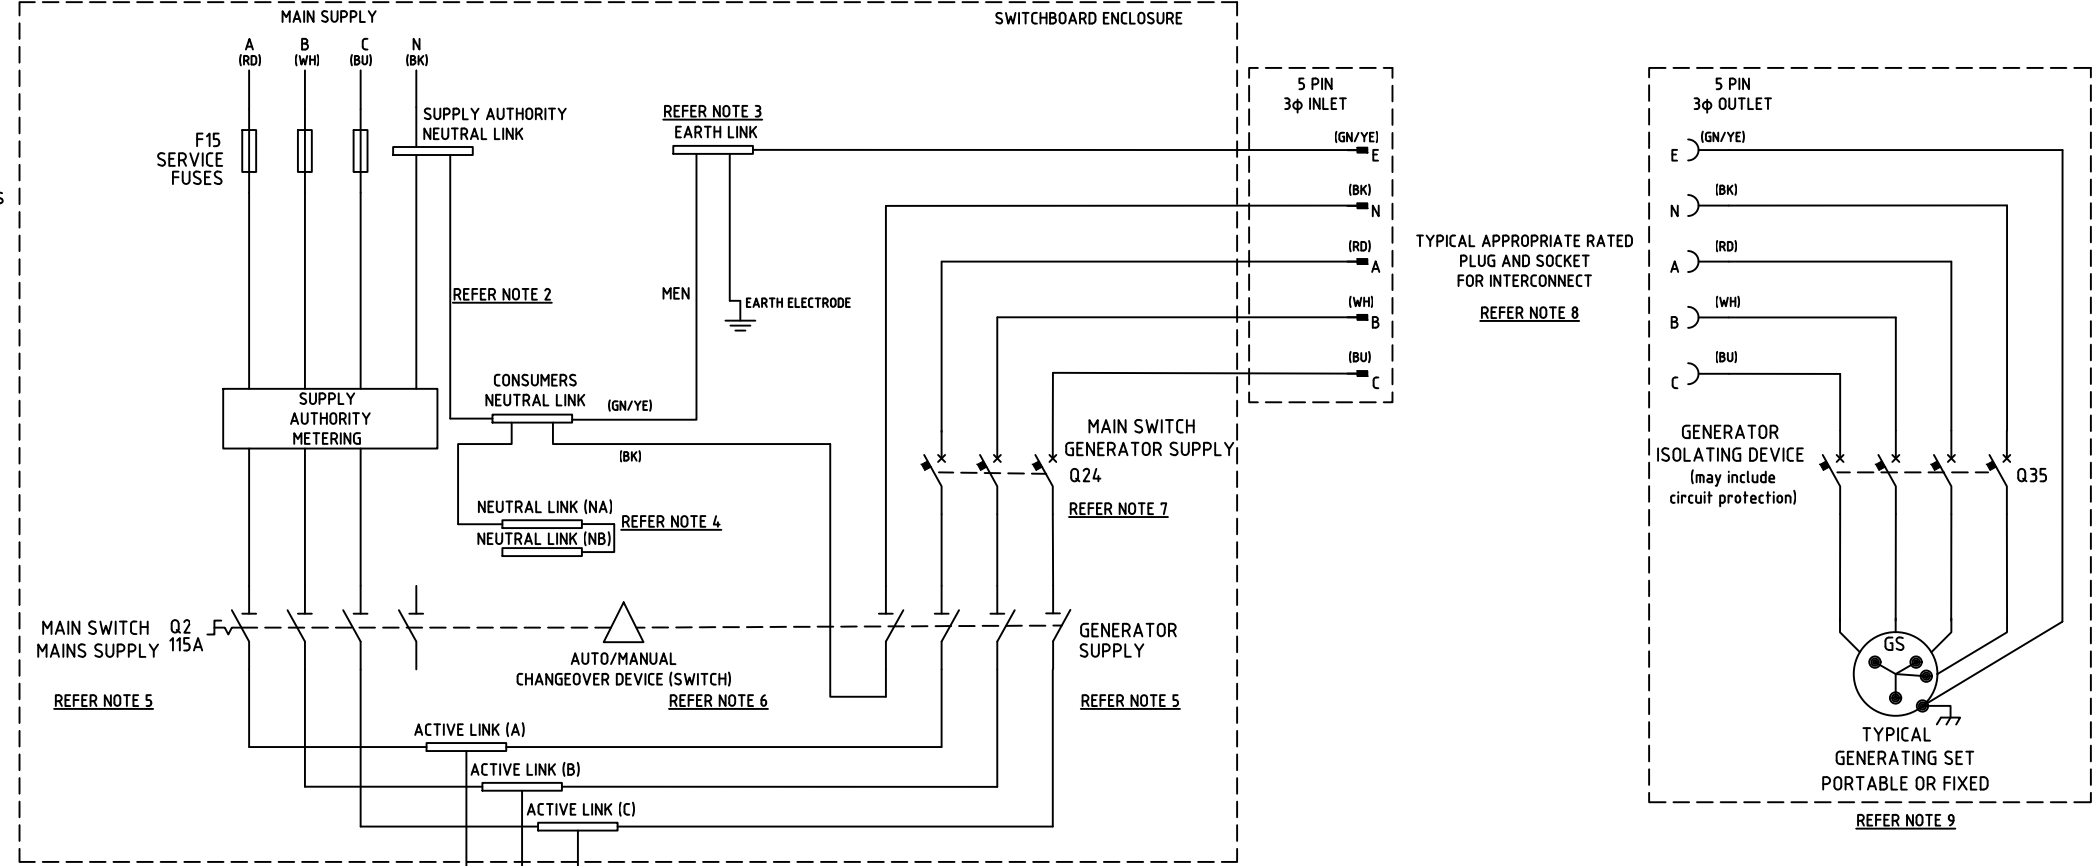 MAIN SUPPLY
SWITCHBOARD ENCLOSURE
A
(RD)
B
(WH)
C
(BU)
N
(BK)
F15
SERVICE
FUSES
S
SUPPLY AUTHORITY
NEUTRAL LINK
REFER NOTE 3
EARTH LINK
REFER NOTE 2
MEN
EARTH ELECTRODE
SUPPLY
AUTHORITY
METERING
CONSUMERS
NEUTRAL LINK
(GN/YE)
(BK)
NEUTRAL LINK (NA)
NEUTRAL LINK (NB)
REFER NOTE 4
MAIN SWITCH
MAINS SUPPLY
Q2
115A
REFER NOTE 5
AUTO/MANUAL
CHANGEOVER DEVICE (SWITCH)
REFER NOTE 6
GENERATOR
SUPPLY
REFER NOTE 5
ACTIVE LINK (A)
ACTIVE LINK (B)
ACTIVE LINK (C)
MAIN SWITCH
GENERATOR SUPPLY
Q24
REFER NOTE 7
5 PIN
3φ INLET
(GN/YE)
E
(BK)
N
(RD)
A
(WH)
B
(BU)
C
TYPICAL APPROPRIATE RATED
PLUG AND SOCKET
FOR INTERCONNECT
REFER NOTE 8
5 PIN
3φ OUTLET
(GN/YE)
E
(BK)
N
(RD)
A
(WH)
B
(BU)
C
GENERATOR
ISOLATING DEVICE
(may include
circuit protection)
Q35
GS
TYPICAL
GENERATING SET
PORTABLE OR FIXED
REFER NOTE 9